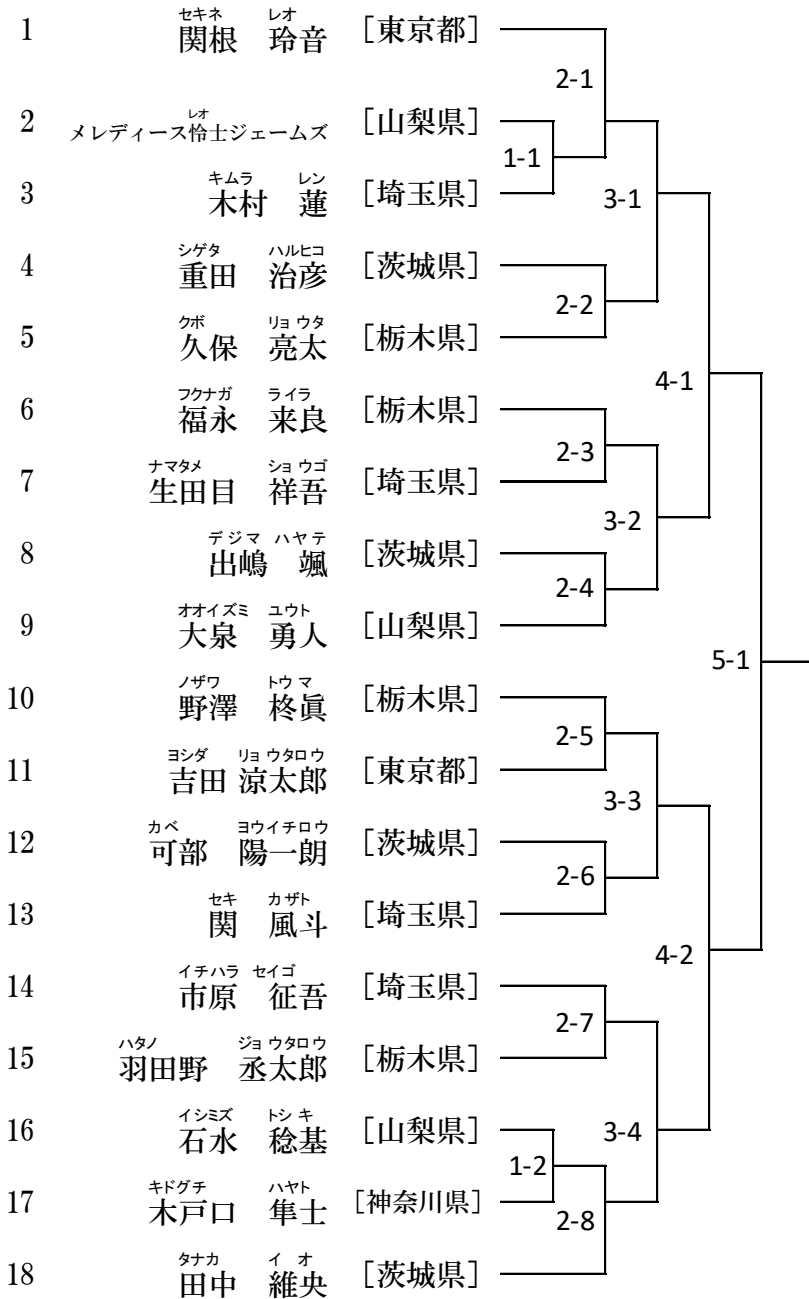 セキネ レオ
1 関根 玲音 [東京都]
2-1
レオ
2 メレディース怜士ジェームズ [山梨県]
1-1
キムラ レン
3 木村 蓮 [埼玉県]
3-1
シゲタ ハルヒコ
4 重田 治彦 [茨城県]
2-2
クボ リョウタ
5 久保 亮太 [栃木県]
4-1
フクナガ ライラ
6 福永 来良 [栃木県]
2-3
ナマタメ ショウゴ
7 生田目 祥吾 [埼玉県]
3-2
デジマ ハヤテ
8 出嶋 颯 [茨城県]
2-4
オオイズミ ユウト
9 大泉 勇人 [山梨県]
5-1
ノザワ トウマ
10 野澤 柊眞 [栃木県]
2-5
ヨシダ リョウタロウ
11 吉田 涼太郎 [東京都]
3-3
カベ ヨウイチロウ
12 可部 陽一朗 [茨城県]
2-6
セキ カザト
13 関 風斗 [埼玉県]
4-2
イチハラ セイゴ
14 市原 征吾 [埼玉県]
2-7
ハタノ ジョウタロウ
15 羽田野 丞太郎 [栃木県]
イシミズ トシキ
16 石水 稔基 [山梨県]
3-4
1-2
キドグチ ハヤト
17 木戸口 隼士 [神奈川県]
2-8
タナカ イオ
18 田中 維央 [茨城県]